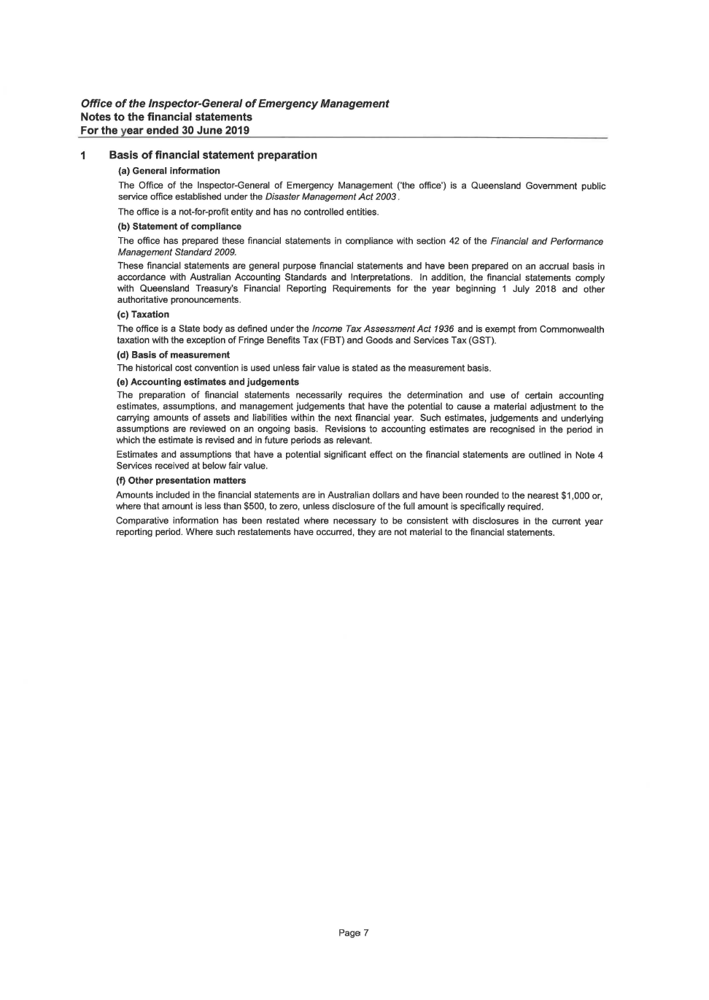 Office of the Inspector-General of Emergency Management
Notes to the financial statements
For the year ended 30 June 2019
1 Basis of financial statement preparation
(a) General information
The Office of the Inspector-General of Emergency Management ('the office') is a Queensland Government public
service office established under the Disaster Management Act 2003.
The office is a not-for-profit entity and has no controlled entities.
(b) Statement of compliance
The office has prepared these financial statements in compliance with section 42 of the Financial and Performance
Management Standard 2009.
These financial statements are general purpose financial statements and have been prepared on an accrual basis in
accordance with Australian Accounting Standards and Interpretations. In addition, the financial statements comply
with Queensland Treasury's Financial Reporting Requirements for the year beginning 1 July 2018 and other
authoritative pronouncements.
(c) Taxation
The office is a State body as defined under the Income Tax Assessment Act 1936 and is exempt from Commonwealth
taxation with the exception of Fringe Benefits Tax (FBT) and Goods and Services Tax (GST).
(d) Basis of measurement
The historical cost convention is used unless fair value is stated as the measurement basis.
(e) Accounting estimates and judgements
The preparation of financial statements necessarily requires the determination and use of certain accounting
estimates, assumptions, and management judgements that have the potential to cause a material adjustment to the
carrying amounts of assets and liabilities within the next financial year. Such estimates, judgements and underlying
assumptions are reviewed on an ongoing basis. Revisions to accounting estimates are recognised in the period in
which the estimate is revised and in future periods as relevant.
Estimates and assumptions that have a potential significant effect on the financial statements are outlined in Note 4
Services received at below fair value.
(f) Other presentation matters
Amounts included in the financial statements are in Australian dollars and have been rounded to the nearest $1,000 or,
where that amount is less than $500, to zero, unless disclosure of the full amount is specifically required.
Comparative information has been restated where necessary to be consistent with disclosures in the current year
reporting period. Where such restatements have occurred, they are not material to the financial statements.
Page 7